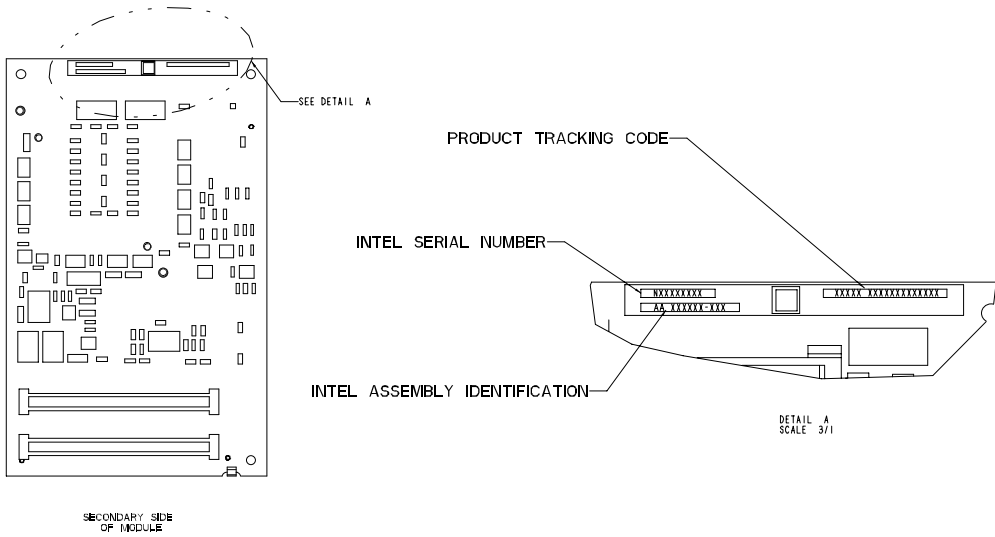 SEE DETAIL A
PRODUCT TRACKING CODE
INTEL SERIAL NUMBER
NXXXXXXXX
XXXXX XXXXXXXXXXXXX
AA XXXXXX-XXX
INTEL ASSEMBLY IDENTIFICATION
DETAIL A
SCALE 3/1
SECONDARY SIDE
OF MODULE